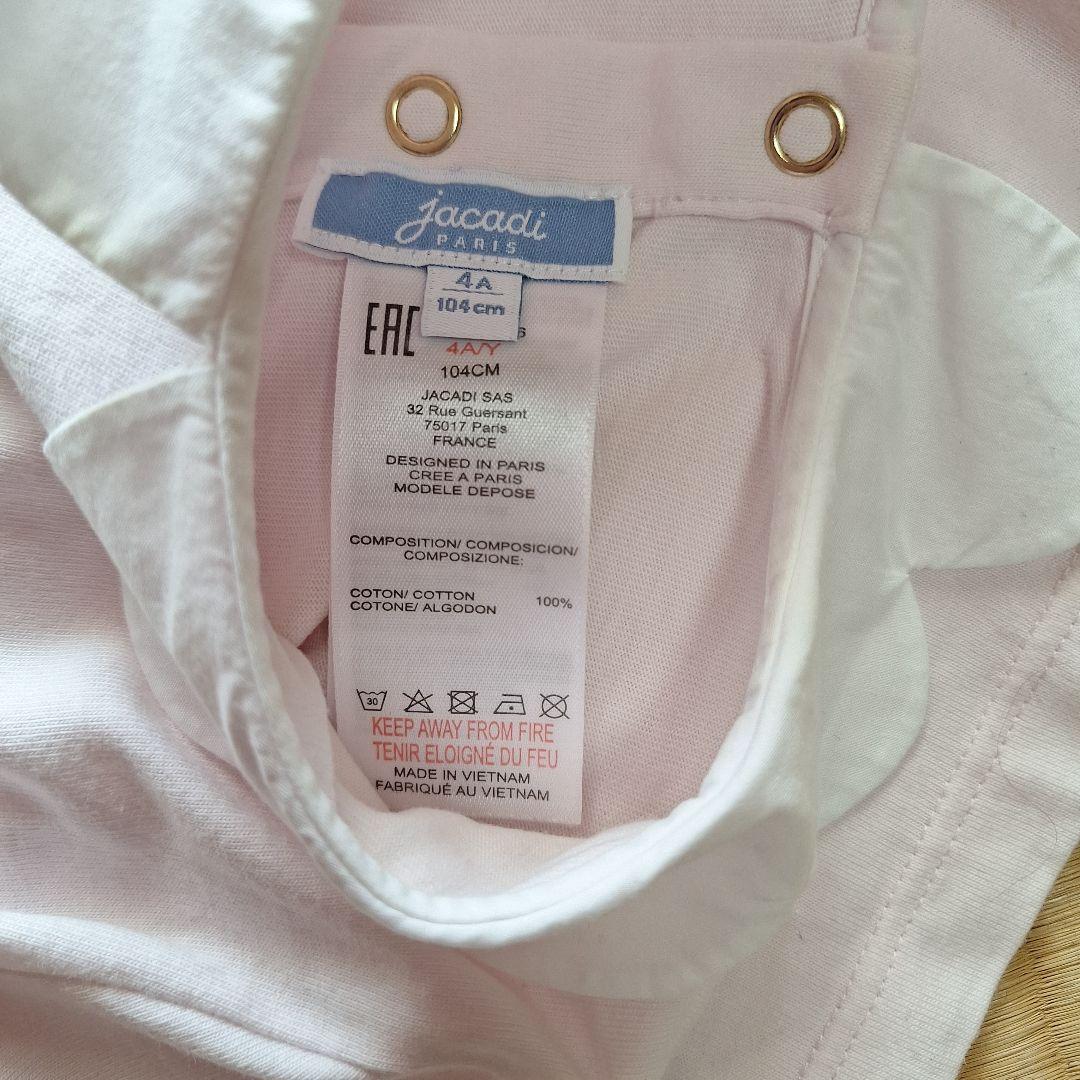 jacadi
PARIS
4A
104cm
EAC
4A/Y
104CM
JACADI SAS
32 Rue Guersant
75017 Paris
FRANCE
DESIGNED IN PARIS
CREE A PARIS
MODELE DEPOSE
COMPOSITION/ COMPOSICION/
COMPOSIZIONE:
COTON/ COTTON
COTONE/ ALGODON 100%
30
KEEP AWAY FROM FIRE
TENIR ELOIGNÉ DU FEU
MADE IN VIETNAM
FABRIQUÉ AU VIETNAM